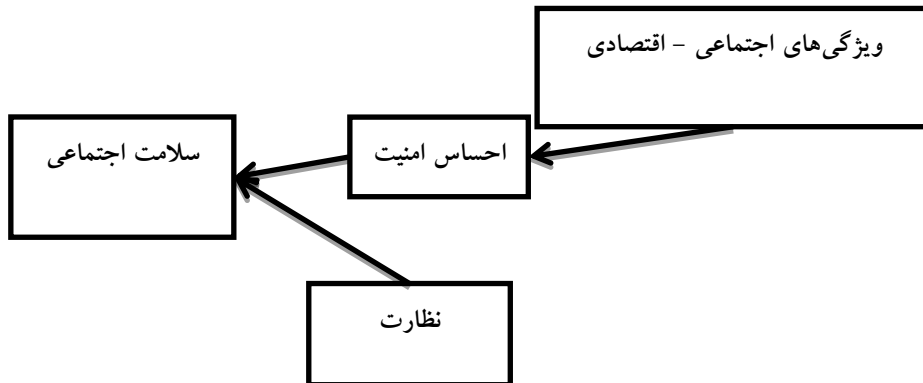 ویژگی‌های اجتماعی – اقتصادی
احساس امنیت
سلامت اجتماعی
نظارت